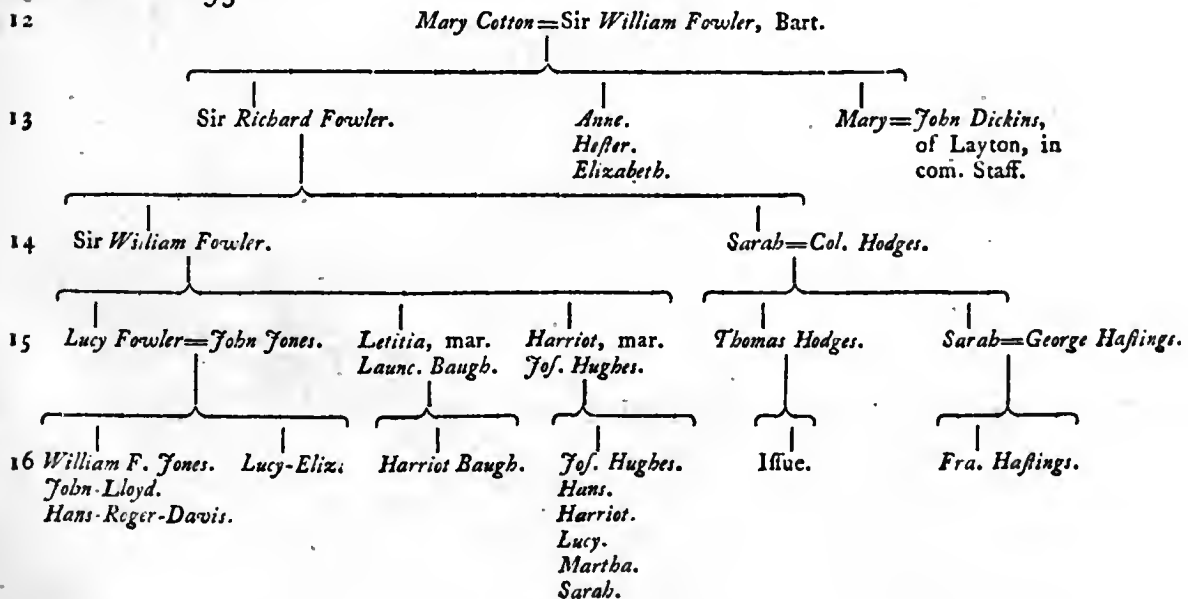 12 Mary Cotton=Sir William Fowler, Bart.
13 Sir Richard Fowler. Anne. Mary=John Dickins,
Heſter. of Layton, in
Elizabeth. com. Staff.
14 Sir William Fowler. Sarah=Col. Hodges.
15 Lucy Fowler=John Jones. Letitia, mar. Harriot, mar. Thomas Hodges. Sarah=George Haſtings.
Launc. Baugh. Joſ. Hughes.
16 William F. Jones. Lucy-Eliz. Harriot Baugh. Joſ. Hughes. Iſſue. Fra. Haſtings.
John-Lloyd. Hans.
Hans-Roger-Davis. Harriot.
Lucy.
Martha.
Sarah.